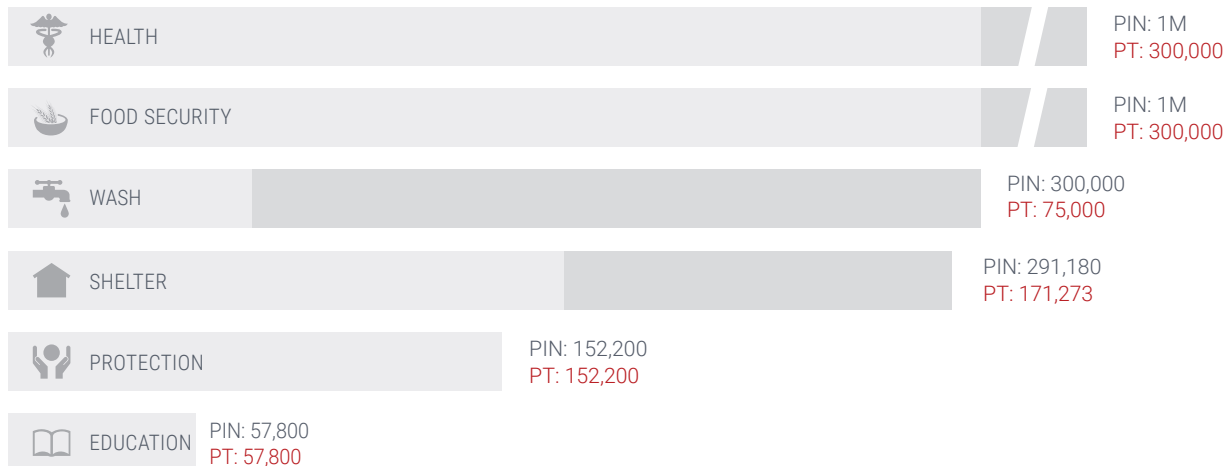 HEALTH
PIN: 1M
PT: 300,000
FOOD SECURITY
PIN: 1M
PT: 300,000
WASH
PIN: 300,000
PT: 75,000
SHELTER
PIN: 291,180
PT: 171,273
PROTECTION
PIN: 152,200
PT: 152,200
EDUCATION
PIN: 57,800
PT: 57,800